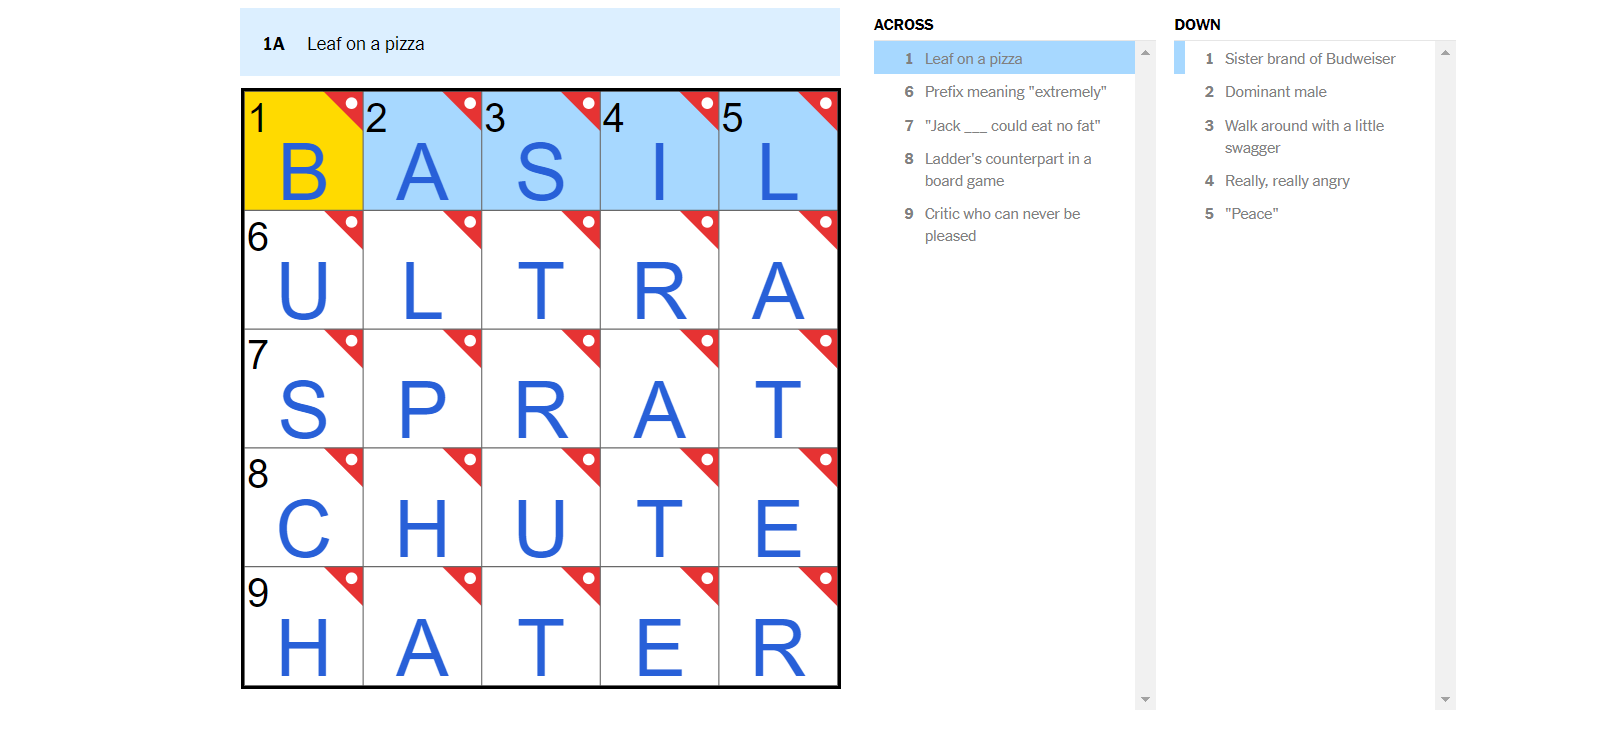 1A Leaf on a pizza
1 2 3 4 5
B A S I L
6
U L T R A
7
S P R A T
8
C H U T E
9
H A T E R
ACROSS
1 Leaf on a pizza
6 Prefix meaning "extremely"
7 "Jack ___ could eat no fat"
8 Ladder's counterpart in a
board game
9 Critic who can never be
pleased
DOWN
1 Sister brand of Budweiser
2 Dominant male
3 Walk around with a little
swagger
4 Really, really angry
5 "Peace"